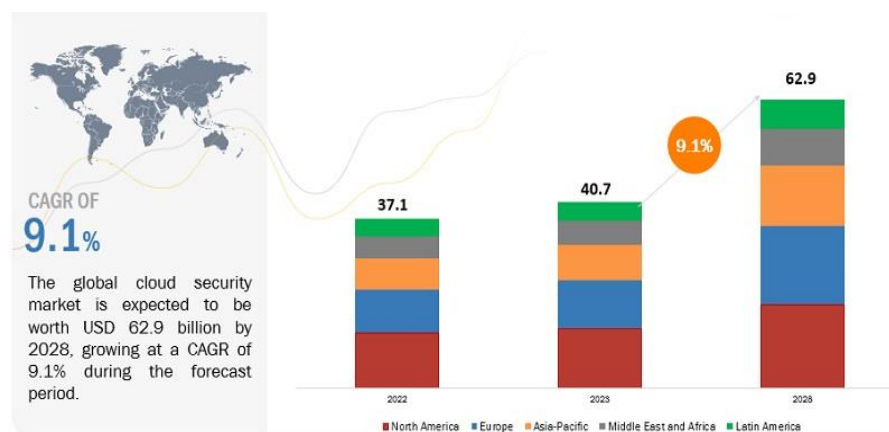 CAGR OF
9.1%
The global cloud security
market is expected to be
worth USD 62.9 billion by
2028, growing at a CAGR of
9.1% during the forecast
period.
62.9
9.1%
40.7
37.1
2022
2023
2028
North America
Europe
Asia-Pacific
Middle East and Africa
Latin America